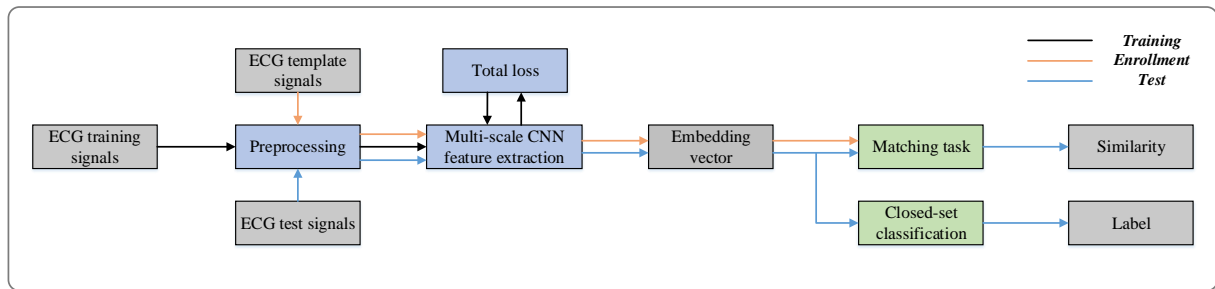 ECG template
signals
Total loss
Training
Enrollment
Test
ECG training
signals
Preprocessing
Multi-scale CNN
feature extraction
Embedding
vector
Matching task
Similarity
ECG test signals
Closed-set
classification
Label